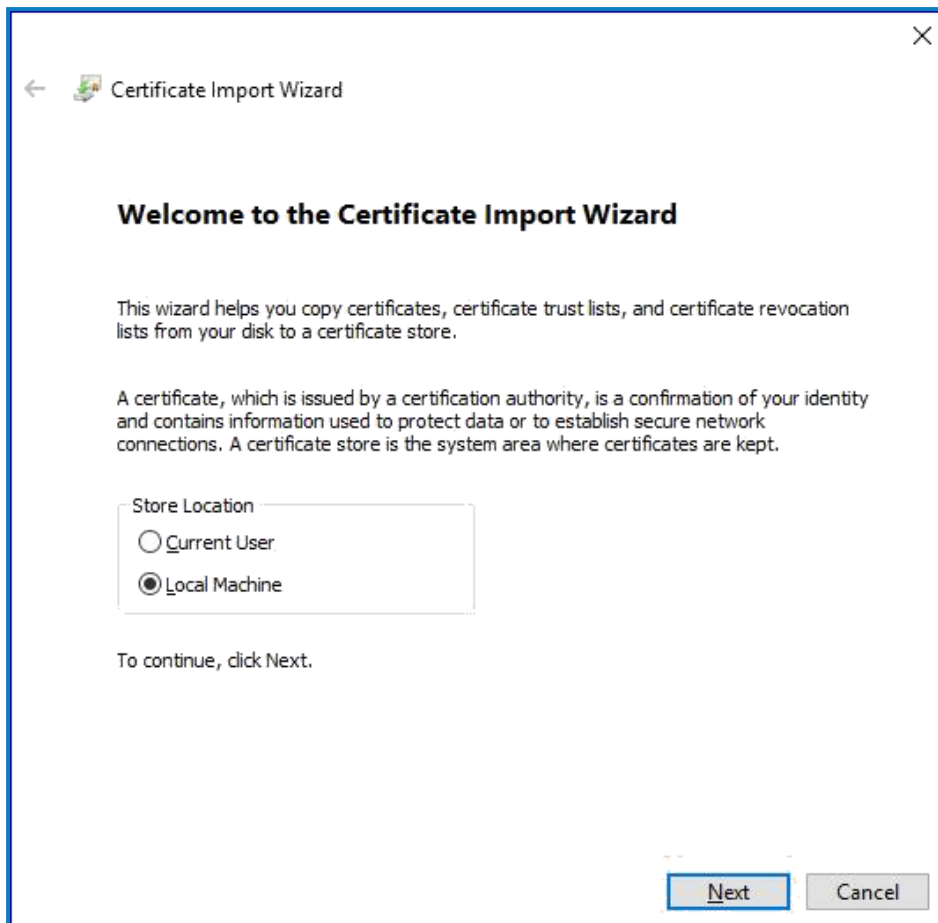 Certificate Import Wizard
Welcome to the Certificate Import Wizard
This wizard helps you copy certificates, certificate trust lists, and certificate revocation
lists from your disk to a certificate store.
A certificate, which is issued by a certification authority, is a confirmation of your identity
and contains information used to protect data or to establish secure network
connections. A certificate store is the system area where certificates are kept.
Store Location
Current User
Local Machine
To continue, click Next.
Next
Cancel